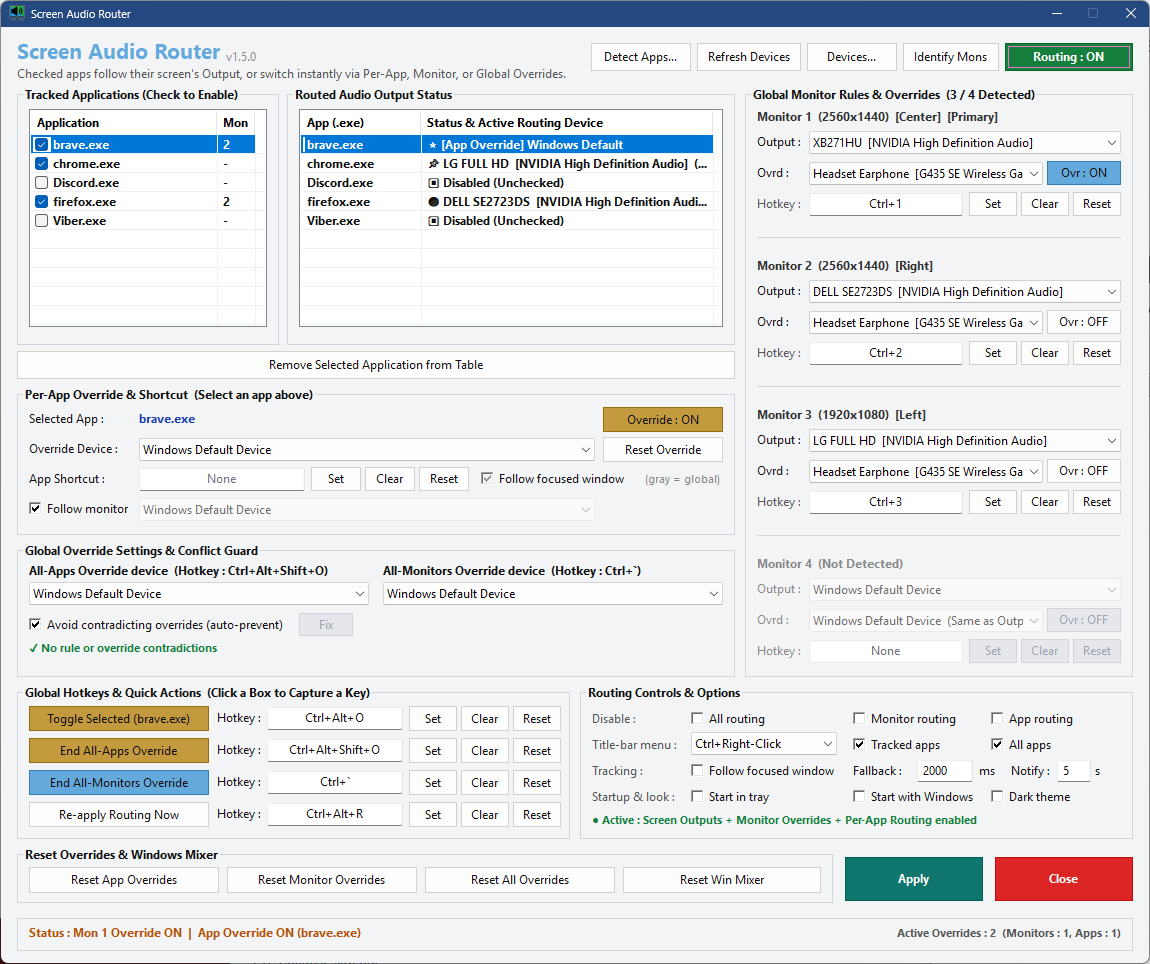 Screen Audio Router
Screen Audio Router v1.5.0
Checked apps follow their screen's Output, or switch instantly via Per-App, Monitor, or Global Overrides.
Detect Apps... Refresh Devices Devices... Identify Mons Routing : ON
Tracked Applications (Check to Enable)
Application Mon
brave.exe 2
chrome.exe -
Discord.exe -
firefox.exe 2
Viber.exe -
Routed Audio Output Status
App (.exe) Status & Active Routing Device
brave.exe ★ [App Override] Windows Default
chrome.exe LG FULL HD [NVIDIA High Definition Audio] (...
Discord.exe Disabled (Unchecked)
firefox.exe DELL SE2723DS [NVIDIA High Definition Audi...
Viber.exe Disabled (Unchecked)
Remove Selected Application from Table
Per-App Override & Shortcut (Select an app above)
Selected App : brave.exe Override : ON
Override Device : Windows Default Device Reset Override
App Shortcut : None Set Clear Reset Follow focused window (gray = global)
Follow monitor Windows Default Device
Global Override Settings & Conflict Guard
All-Apps Override device (Hotkey : Ctrl+Alt+Shift+O) All-Monitors Override device (Hotkey : Ctrl+`)
Windows Default Device Windows Default Device
Avoid contradicting overrides (auto-prevent) Fix
✓ No rule or override contradictions
Global Monitor Rules & Overrides (3 / 4 Detected)
Monitor 1 (2560x1440) [Center] [Primary]
Output : XB271HU [NVIDIA High Definition Audio]
Ovrd : Headset Earphone [G435 SE Wireless Ga Ovr : ON
Hotkey : Ctrl+1 Set Clear Reset
Monitor 2 (2560x1440) [Right]
Output : DELL SE2723DS [NVIDIA High Definition Audio]
Ovrd : Headset Earphone [G435 SE Wireless Ga Ovr : OFF
Hotkey : Ctrl+2 Set Clear Reset
Monitor 3 (1920x1080) [Left]
Output : LG FULL HD [NVIDIA High Definition Audio]
Ovrd : Headset Earphone [G435 SE Wireless Ga Ovr : OFF
Hotkey : Ctrl+3 Set Clear Reset
Monitor 4 (Not Detected)
Output : Windows Default Device
Ovrd : Windows Default Device (Same as Outp Ovr : OFF
Hotkey : None Set Clear Reset
Global Hotkeys & Quick Actions (Click a Box to Capture a Key)
Toggle Selected (brave.exe) Hotkey : Ctrl+Alt+O Set Clear Reset
End All-Apps Override Hotkey : Ctrl+Alt+Shift+O Set Clear Reset
End All-Monitors Override Hotkey : Ctrl+` Set Clear Reset
Re-apply Routing Now Hotkey : Ctrl+Alt+R Set Clear Reset
Routing Controls & Options
Disable : All routing Monitor routing App routing
Title-bar menu : Ctrl+Right-Click Tracked apps All apps
Tracking : Follow focused window Fallback : 2000 ms Notify : 5 s
Startup & look : Start in tray Start with Windows Dark theme
● Active : Screen Outputs + Monitor Overrides + Per-App Routing enabled
Reset Overrides & Windows Mixer
Reset App Overrides Reset Monitor Overrides Reset All Overrides Reset Win Mixer
Apply Close
Status : Mon 1 Override ON | App Override ON (brave.exe) Active Overrides : 2 (Monitors : 1, Apps : 1)